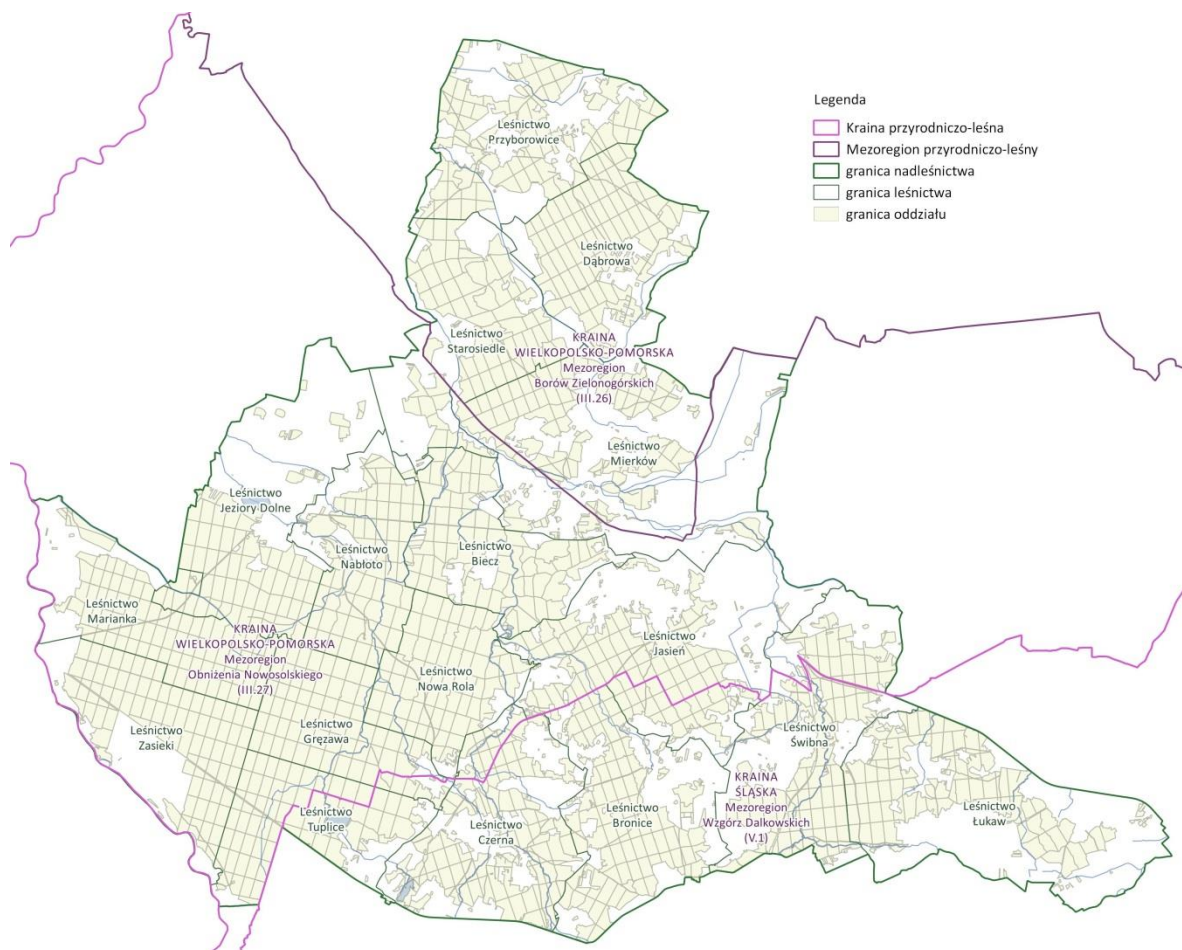 Legenda
Kraina przyrodniczo-leśna
Mezoregion przyrodniczo-leśny
granica nadleśnictwa
granica leśnictwa
granica oddziału
Leśnictwo
Przyborowice
Leśnictwo
Dąbrowa
Leśnictwo
Starosiedle
KRAINA
WIELKOPOLSKO-POMORSKA
Mezoregion
Borów Zielonogórskich
(III.26)
Leśnictwo
Mierków
Leśnictwo
Jeziory Dolne
Leśnictwo
Nabłoto
Leśnictwo
Biecz
Leśnictwo
Marianka
KRAINA
WIELKOPOLSKO-POMORSKA
Mezoregion
Obniżenia Nowosolskiego
(III.27)
Leśnictwo
Jasień
Leśnictwo
Nowa Rola
Leśnictwo
Zasieki
Leśnictwo
Gręzawa
Leśnictwo
Świbna
KRAINA
ŚLĄSKA
Mezoregion
Wzgórz Dalkowskich
(V.1)
Leśnictwo
Tuplice
Leśnictwo
Czerna
Leśnictwo
Bronice
Leśnictwo
Łukaw